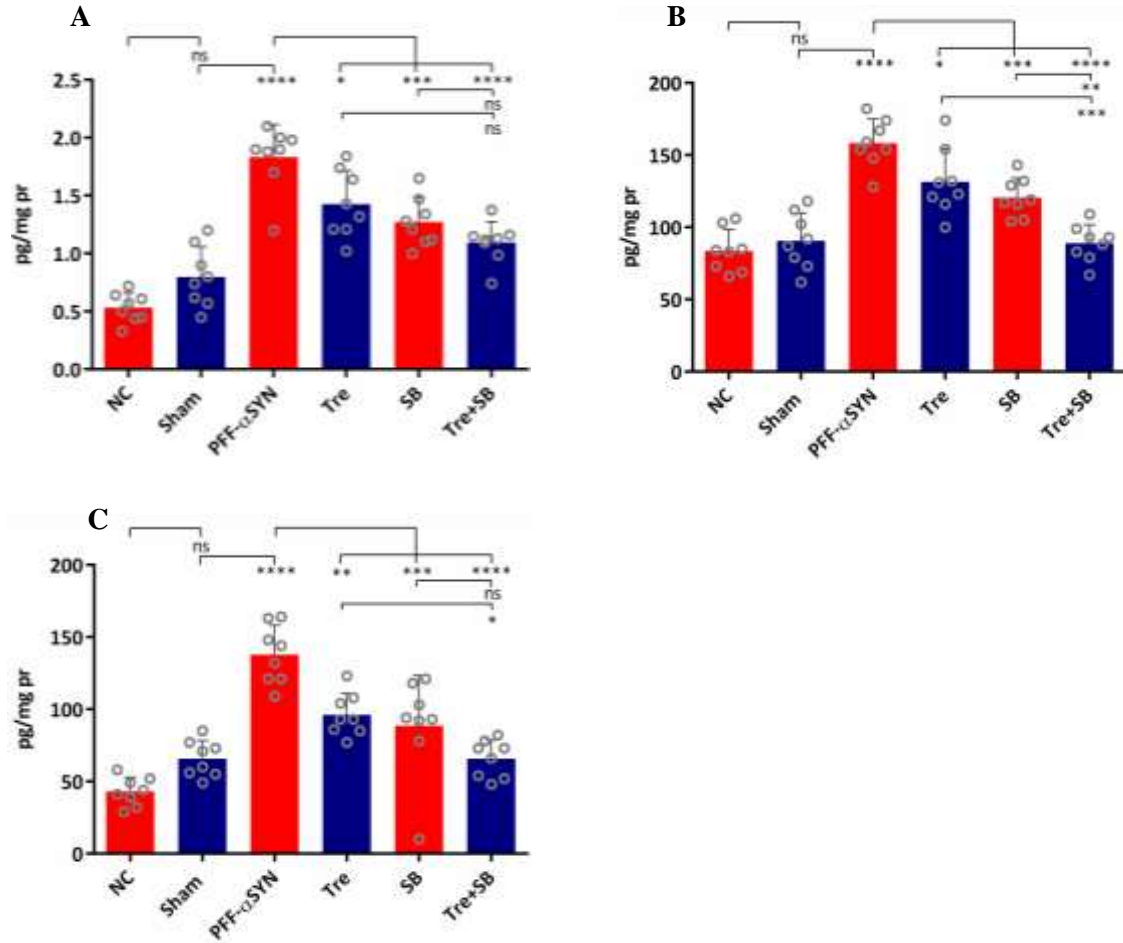 A
ns
**** * *** ****
ns
ns
2.5
2.0
1.5
1.0
0.5
0.0
pg/mg pr
NC Sham PFF-αSYN Tre SB Tre+SB
B
ns
**** * *** ****
**
***
200
150
100
50
0
pg/mg pr
NC Sham PFF-αSYN Tre SB Tre+SB
C
ns
**** ** *** ****
ns
*
200
150
100
50
0
pg/mg pr
NC Sham PFF-αSYN Tre SB Tre+SB